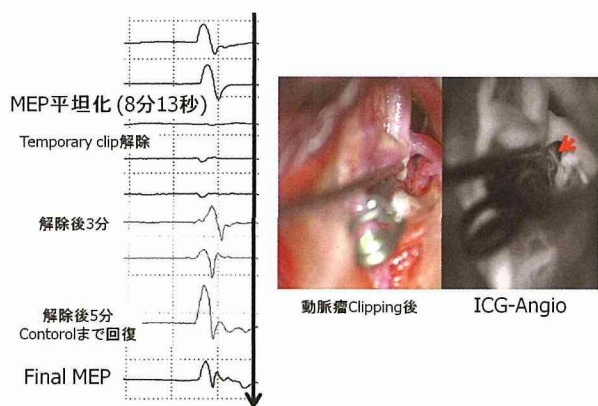 MEP平坦化(8分13秒)
Temporary clip解除
解除後3分
解除後5分
Contorolまで回復
Final MEP
動脈瘤Clipping後
ICG-Angio